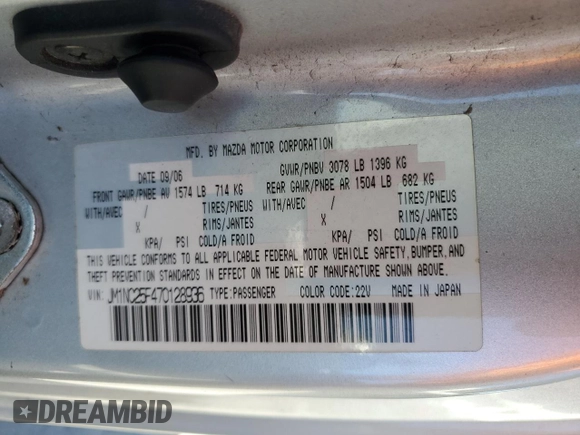 MFD. BY MAZDA MOTOR CORPORATION
DATE 09/06 GVWR/PNBV 3078 LB 1396 KG
FRONT GAWR/PNBE AV 1574 LB 714 KG REAR GAWR/PNBE AR 1504 LB 682 KG
WITH/AVEC / TIRES/PNEUS WITH/AVEC / TIRES/PNEUS
X RIMS/JANTES X RIMS/JANTES
KPA/ PSI COLD/A FROID KPA/ PSI COLD/A FROID
THIS VEHICLE CONFORMS TO ALL APPLICABLE FEDERAL MOTOR VEHICLE SAFETY, BUMPER, AND
THEFT PREVENTION STANDARDS IN EFFECT ON THE DATE OF MANUFACTURE SHOWN ABOVE.
VIN: JM1NC25F470128936 TYPE:PASSENGER COLOR CODE:22V MADE IN JAPAN
DREAMBID